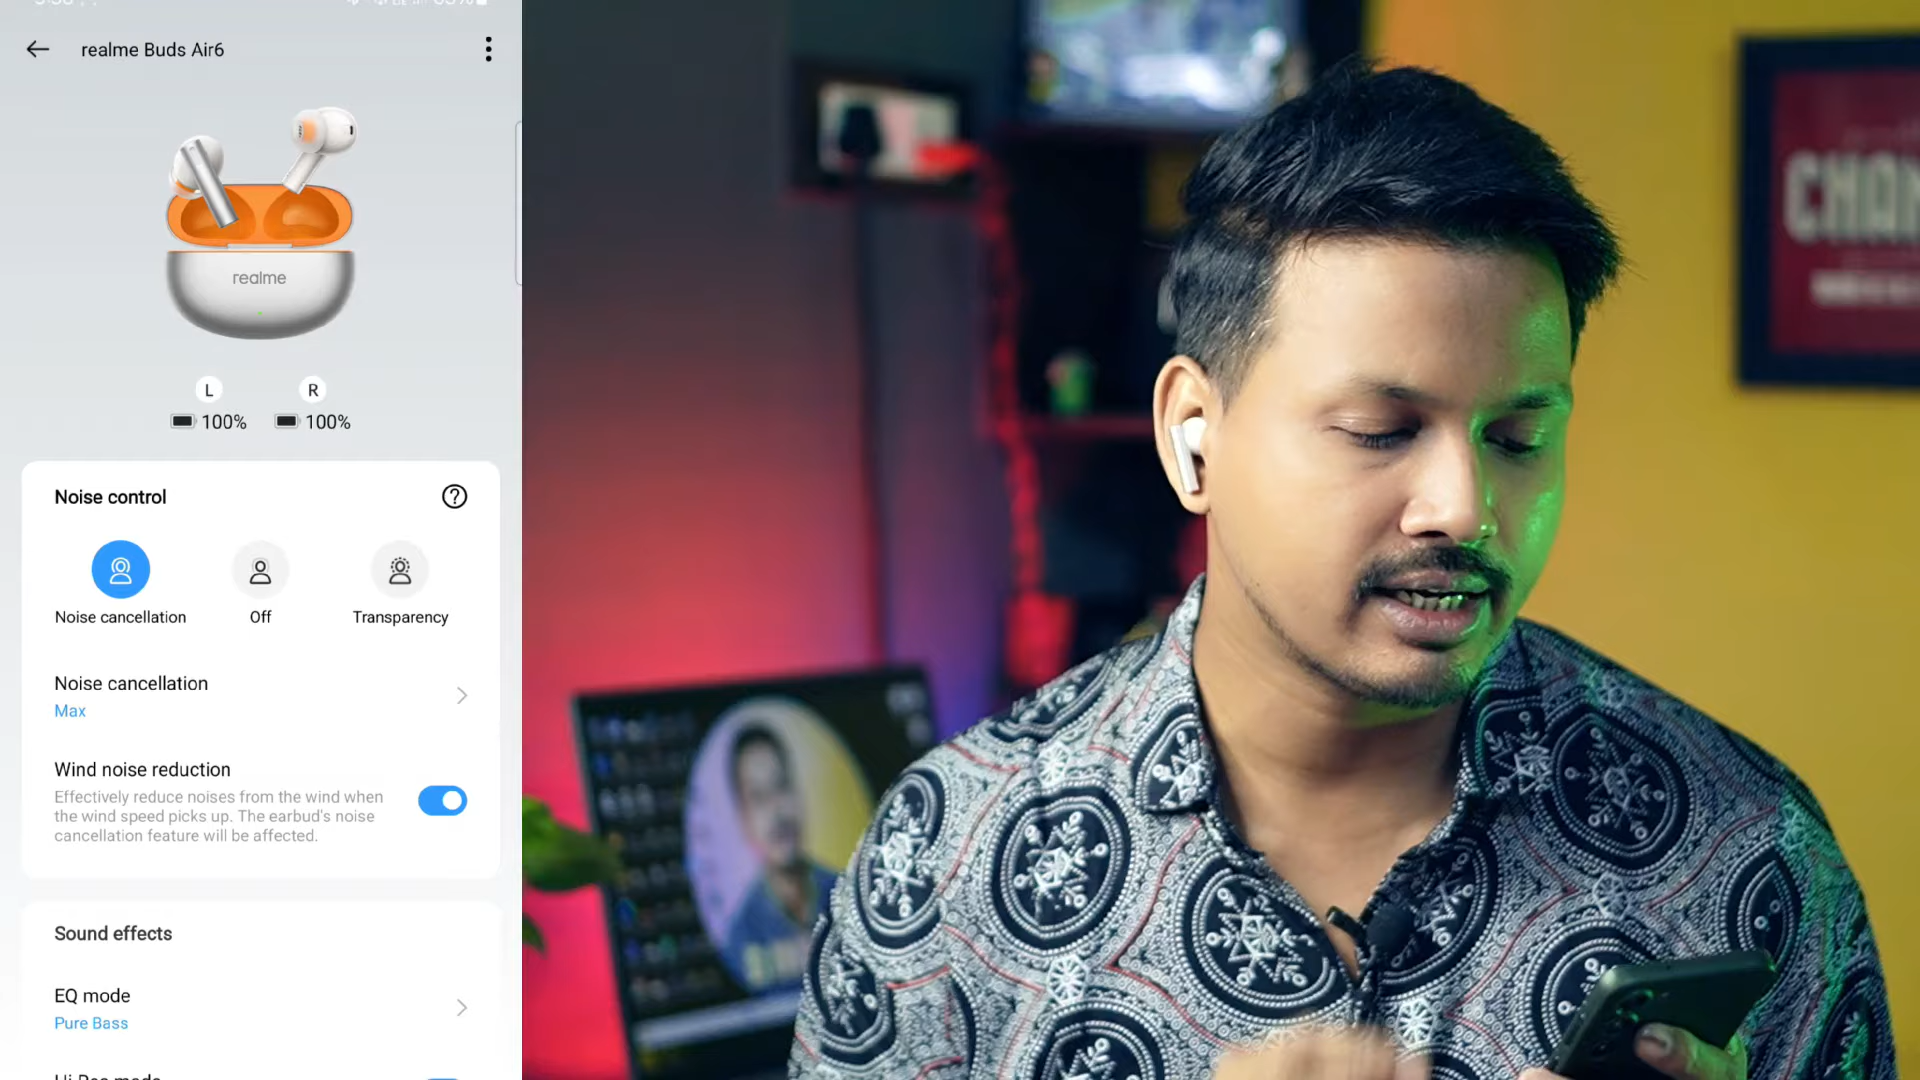 realme Buds Air6
realme
L
R
100%
100%
Noise control
Noise cancellation
Off
Transparency
Noise cancellation
Max
Wind noise reduction
Effectively reduce noises from the wind when
the wind speed picks up. The earbud's noise
cancellation feature will be affected.
Sound effects
EQ mode
Pure Bass
CHAN